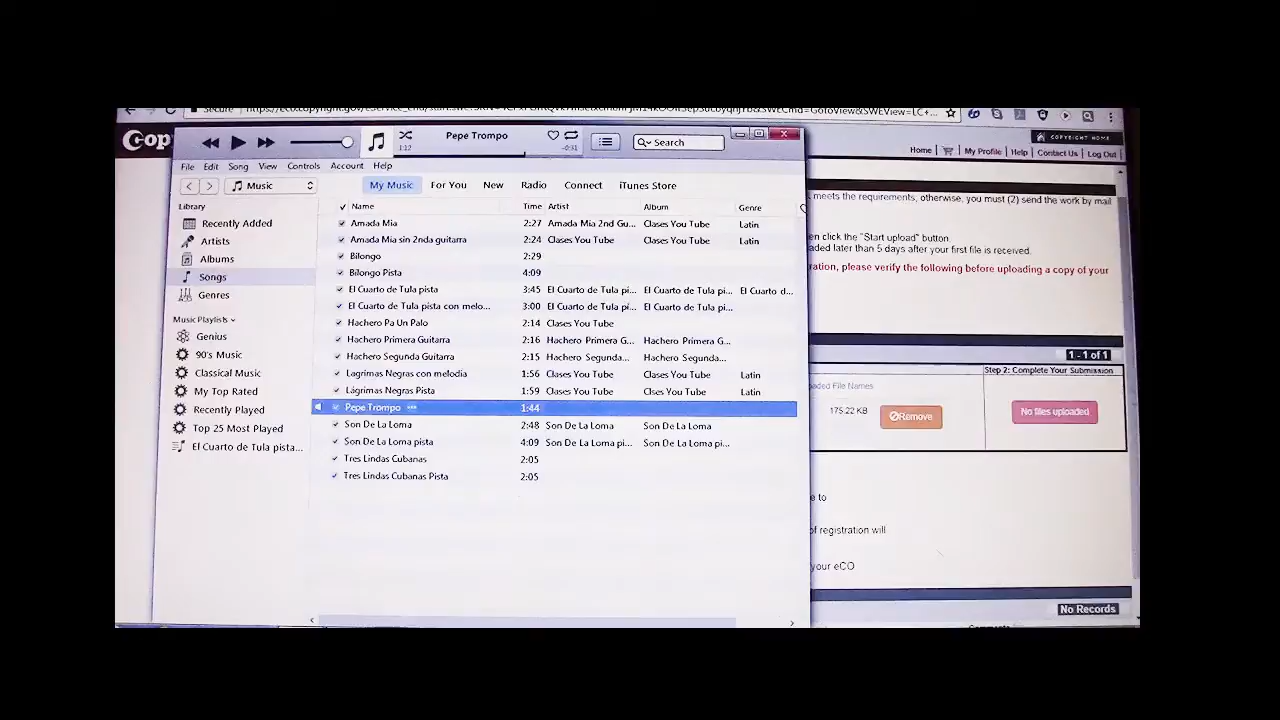 Secure
Cop
Pepe Trompo
1:12
-0:31
Search
COPYRIGHT HOME
Home
My Profile
Help
Contact Us
Log Out
File Edit Song View Controls Account Help
Music
My Music For You New Radio Connect iTunes Store
Library
Recently Added
Artists
Albums
Songs
Genres
Music Playlists
Genius
90's Music
Classical Music
My Top Rated
Recently Played
Top 25 Most Played
El Cuarto de Tula pista...
Name Time Artist Album Genre
Amada Mia 2:27 Amada Mia 2nd Gu... Clases You Tube Latin
Amada Mia sin 2nda guitarra 2:24 Clases You Tube Clases You Tube Latin
Bilongo 2:29
Bilongo Pista 4:09
El Cuarto de Tula pista 3:45 El Cuarto de Tula pi... El Cuarto de Tula pi... El Cuarto d...
El Cuarto de Tula pista con melo... 3:00 El Cuarto de Tula pi... El Cuarto de Tula pi...
Hachero Pa Un Palo 2:14 Clases You Tube
Hachero Primera Guitarra 2:16 Hachero Primera G... Hachero Primera G...
Hachero Segunda Guitarra 2:15 Hachero Segunda... Hachero Segunda...
Lagrimas Negras con melodia 1:56 Clases You Tube Clases You Tube Latin
Lágrimas Negras Pista 1:59 Clases You Tube Clses You Tube Latin
Pepe Trompo ••• 1:44
Son De La Loma 2:48 Son De La Loma Son De La Loma
Son De La Loma pista 4:09 Son De La Loma pi... Son De La Loma pi...
Tres Lindas Cubanas 2:05
Tres Lindas Cubanas Pista 2:05
meets the requirements, otherwise, you must (2) send the work by mail
en click the "Start upload" button.
aded later than 5 days after your first file is received.
ration, please verify the following before uploading a copy of your
1 - 1 of 1
aded File Names
Step 2: Complete Your Submission
175.22 KB
Remove
No files uploaded
e to
of registration will
your eCO
No Records